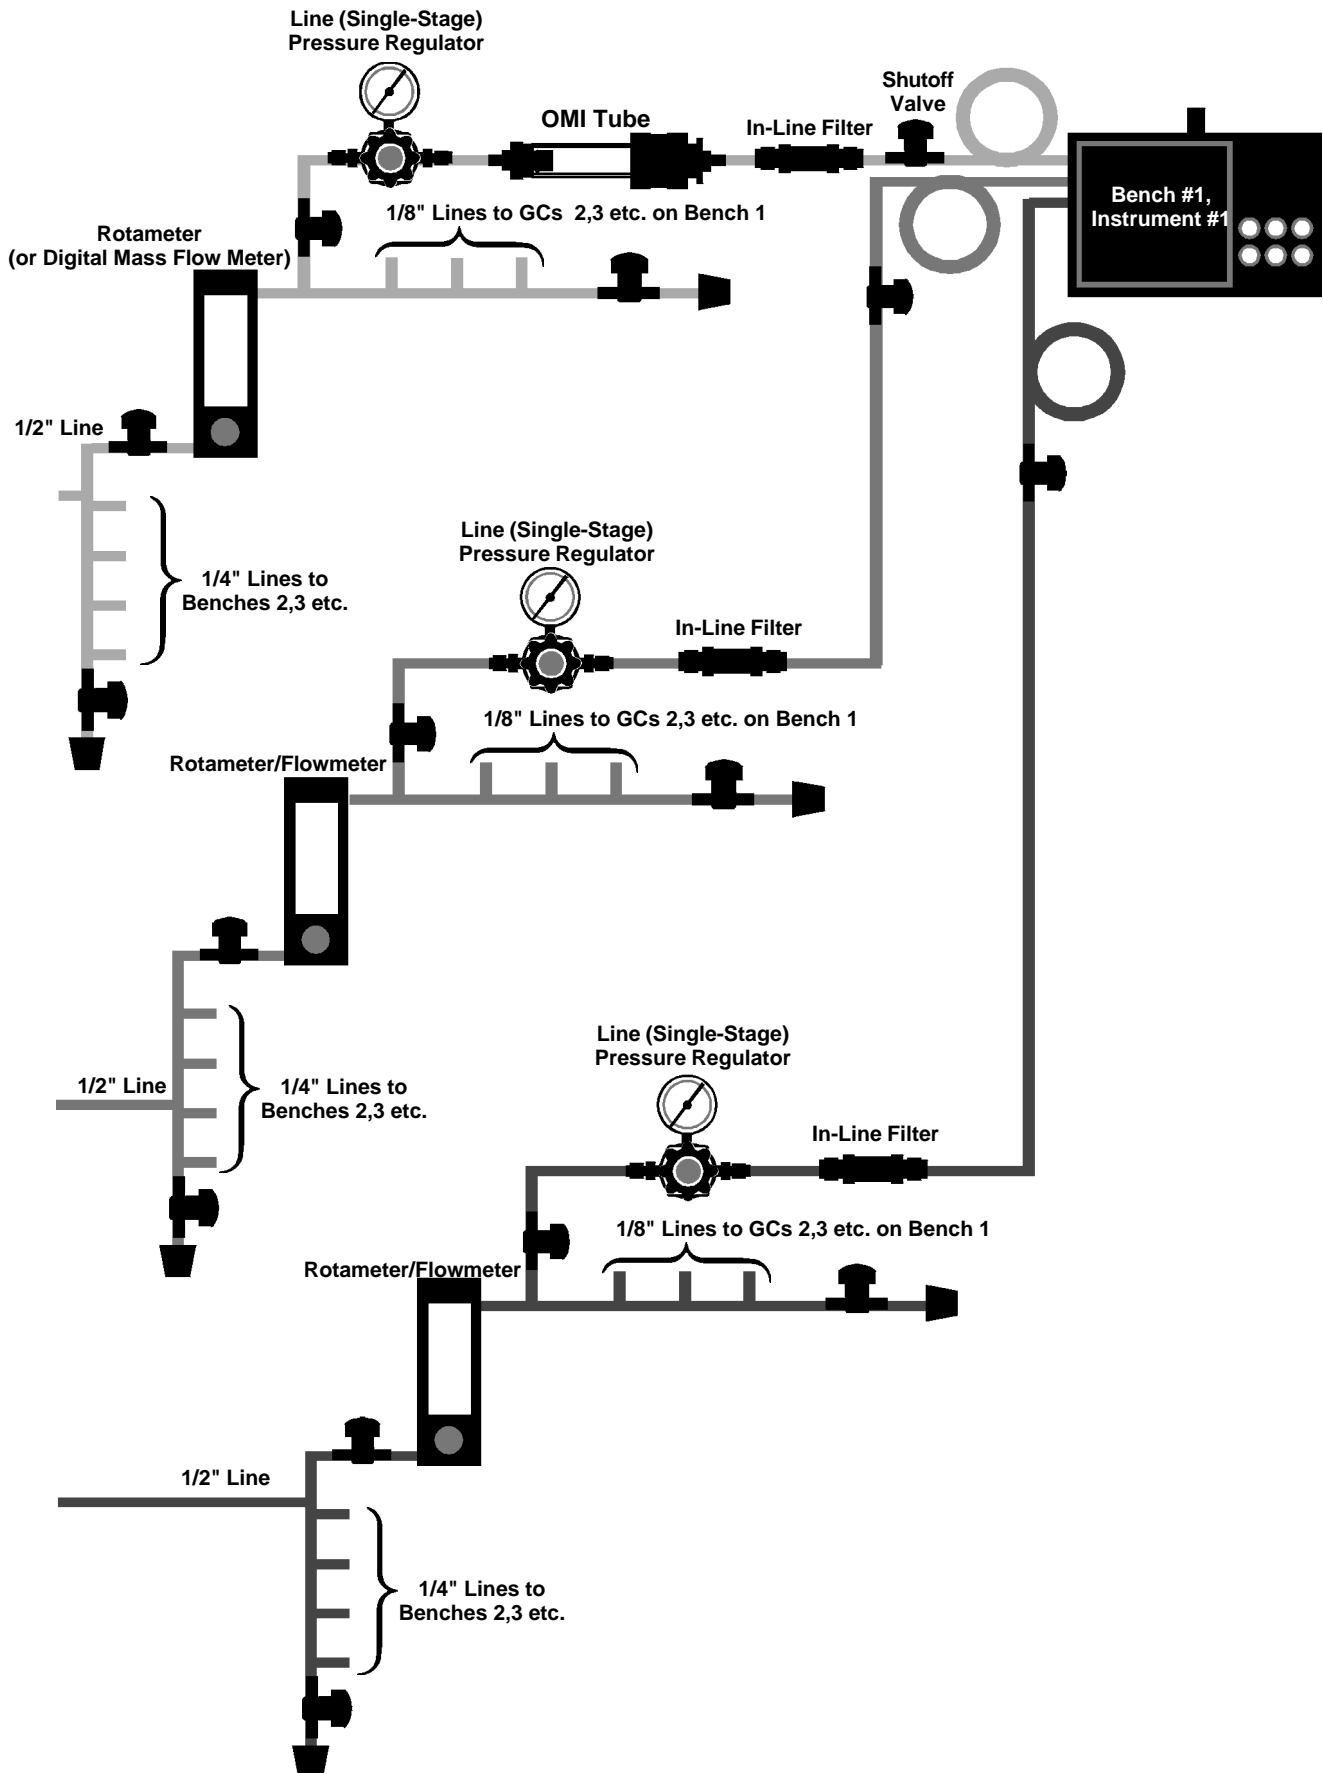 Line (Single-Stage)
Pressure Regulator
Shutoff
Valve
OMI Tube
In-Line Filter
Bench #1,
Instrument #1
1/8" Lines to GCs 2,3 etc. on Bench 1
Rotameter
(or Digital Mass Flow Meter)
1/2" Line
1/4" Lines to
Benches 2,3 etc.
Line (Single-Stage)
Pressure Regulator
In-Line Filter
1/8" Lines to GCs 2,3 etc. on Bench 1
Rotameter/Flowmeter
1/2" Line
1/4" Lines to
Benches 2,3 etc.
Line (Single-Stage)
Pressure Regulator
In-Line Filter
1/8" Lines to GCs 2,3 etc. on Bench 1
Rotameter/Flowmeter
1/2" Line
1/4" Lines to
Benches 2,3 etc.